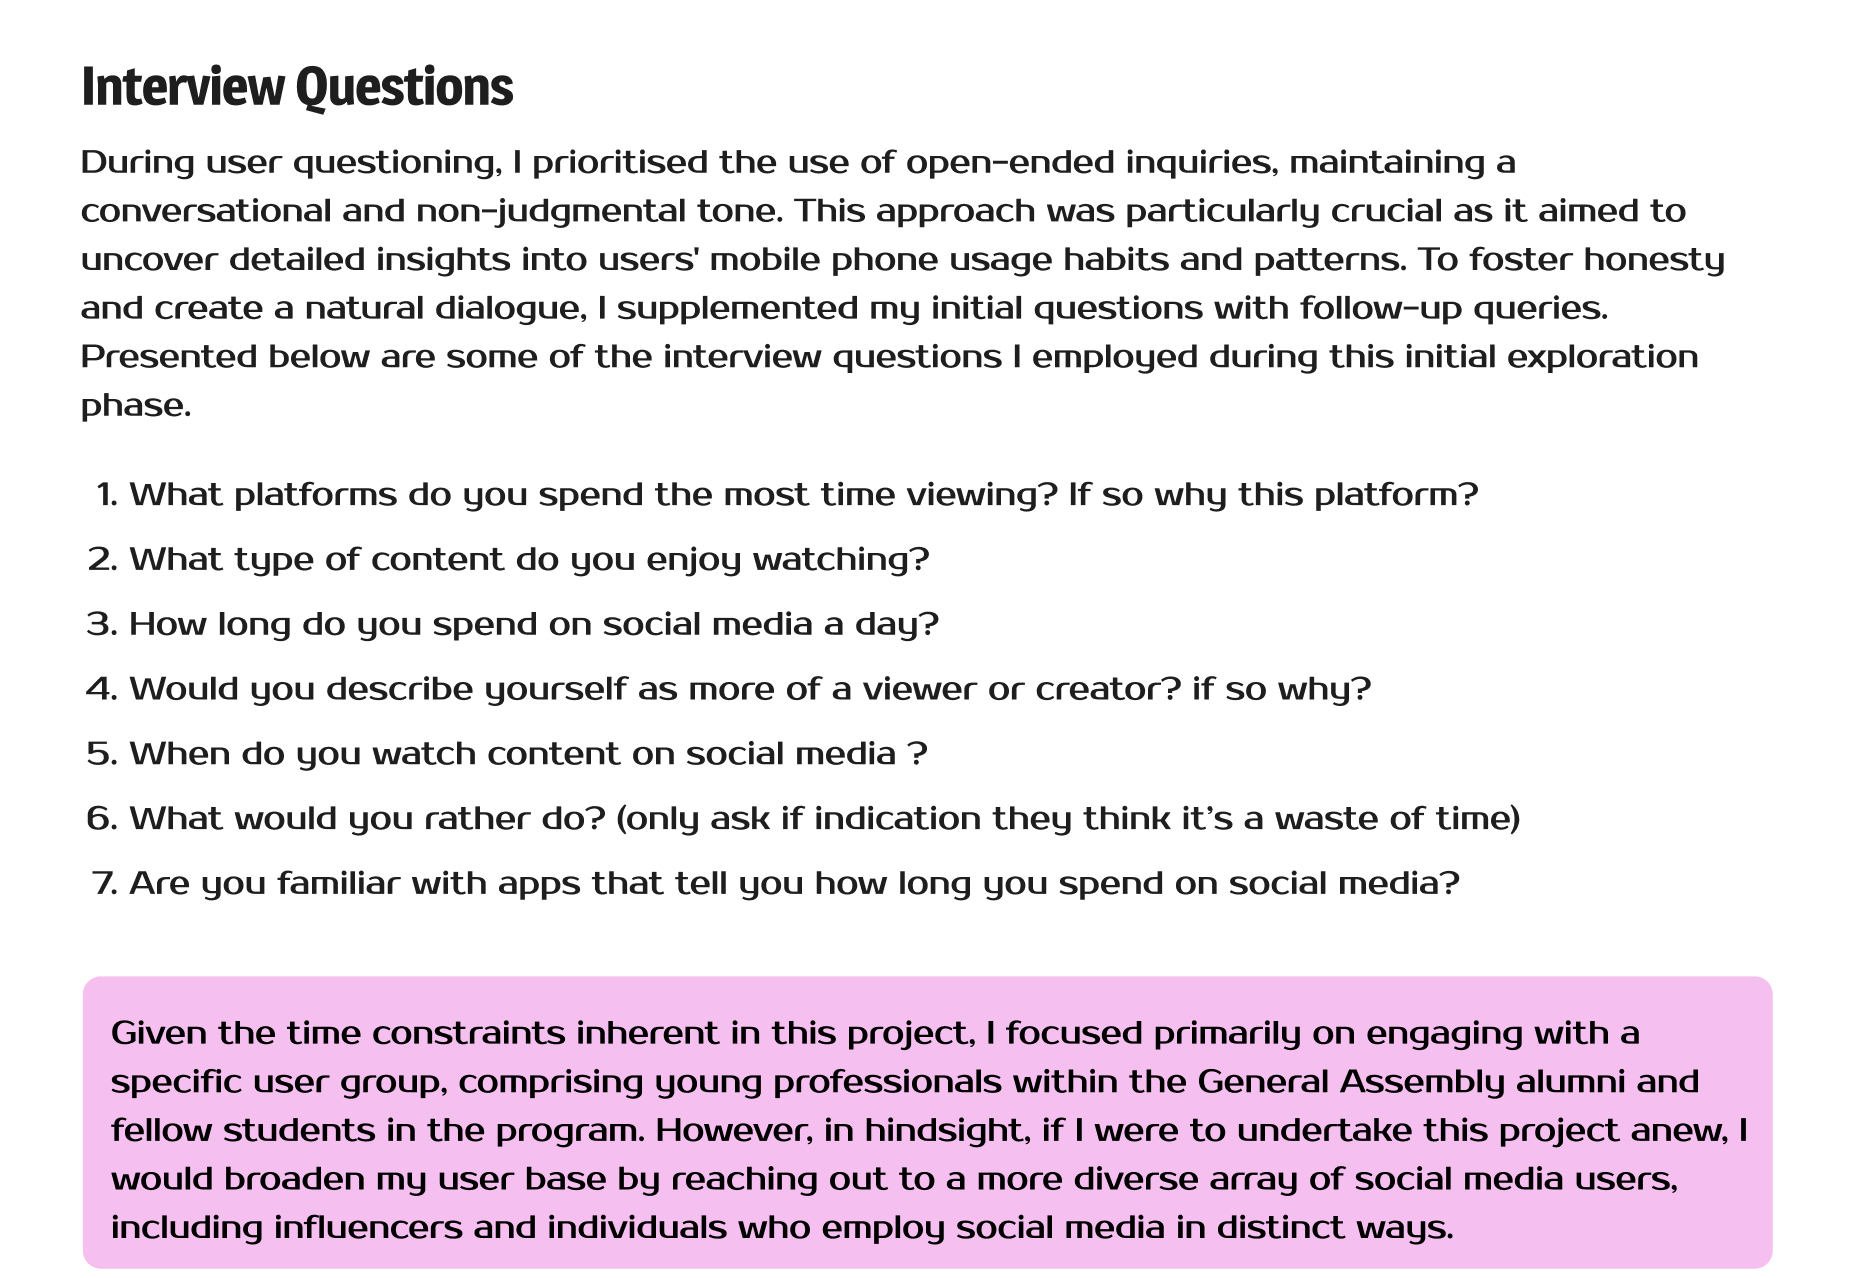 Interview Questions
During user questioning, I prioritised the use of open-ended inquiries, maintaining a
conversational and non-judgmental tone. This approach was particularly crucial as it aimed to
uncover detailed insights into users' mobile phone usage habits and patterns. To foster honesty
and create a natural dialogue, I supplemented my initial questions with follow-up queries.
Presented below are some of the interview questions I employed during this initial exploration
phase.
1. What platforms do you spend the most time viewing? If so why this platform?
2. What type of content do you enjoy watching?
3. How long do you spend on social media a day?
4. Would you describe yourself as more of a viewer or creator? if so why?
5. When do you watch content on social media ?
6. What would you rather do? (only ask if indication they think it’s a waste of time)
7. Are you familiar with apps that tell you how long you spend on social media?
Given the time constraints inherent in this project, I focused primarily on engaging with a
specific user group, comprising young professionals within the General Assembly alumni and
fellow students in the program. However, in hindsight, if I were to undertake this project anew, I
would broaden my user base by reaching out to a more diverse array of social media users,
including influencers and individuals who employ social media in distinct ways.